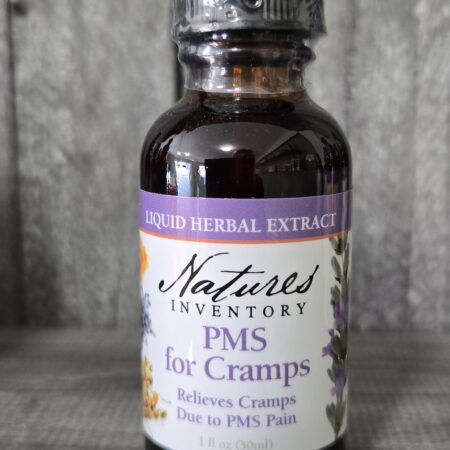 LIQUID HERBAL EXTRACT
Natures
INVENTORY
PMS
for Cramps
Relieves Cramps
Due to PMS Pain
1 fl oz (30ml)